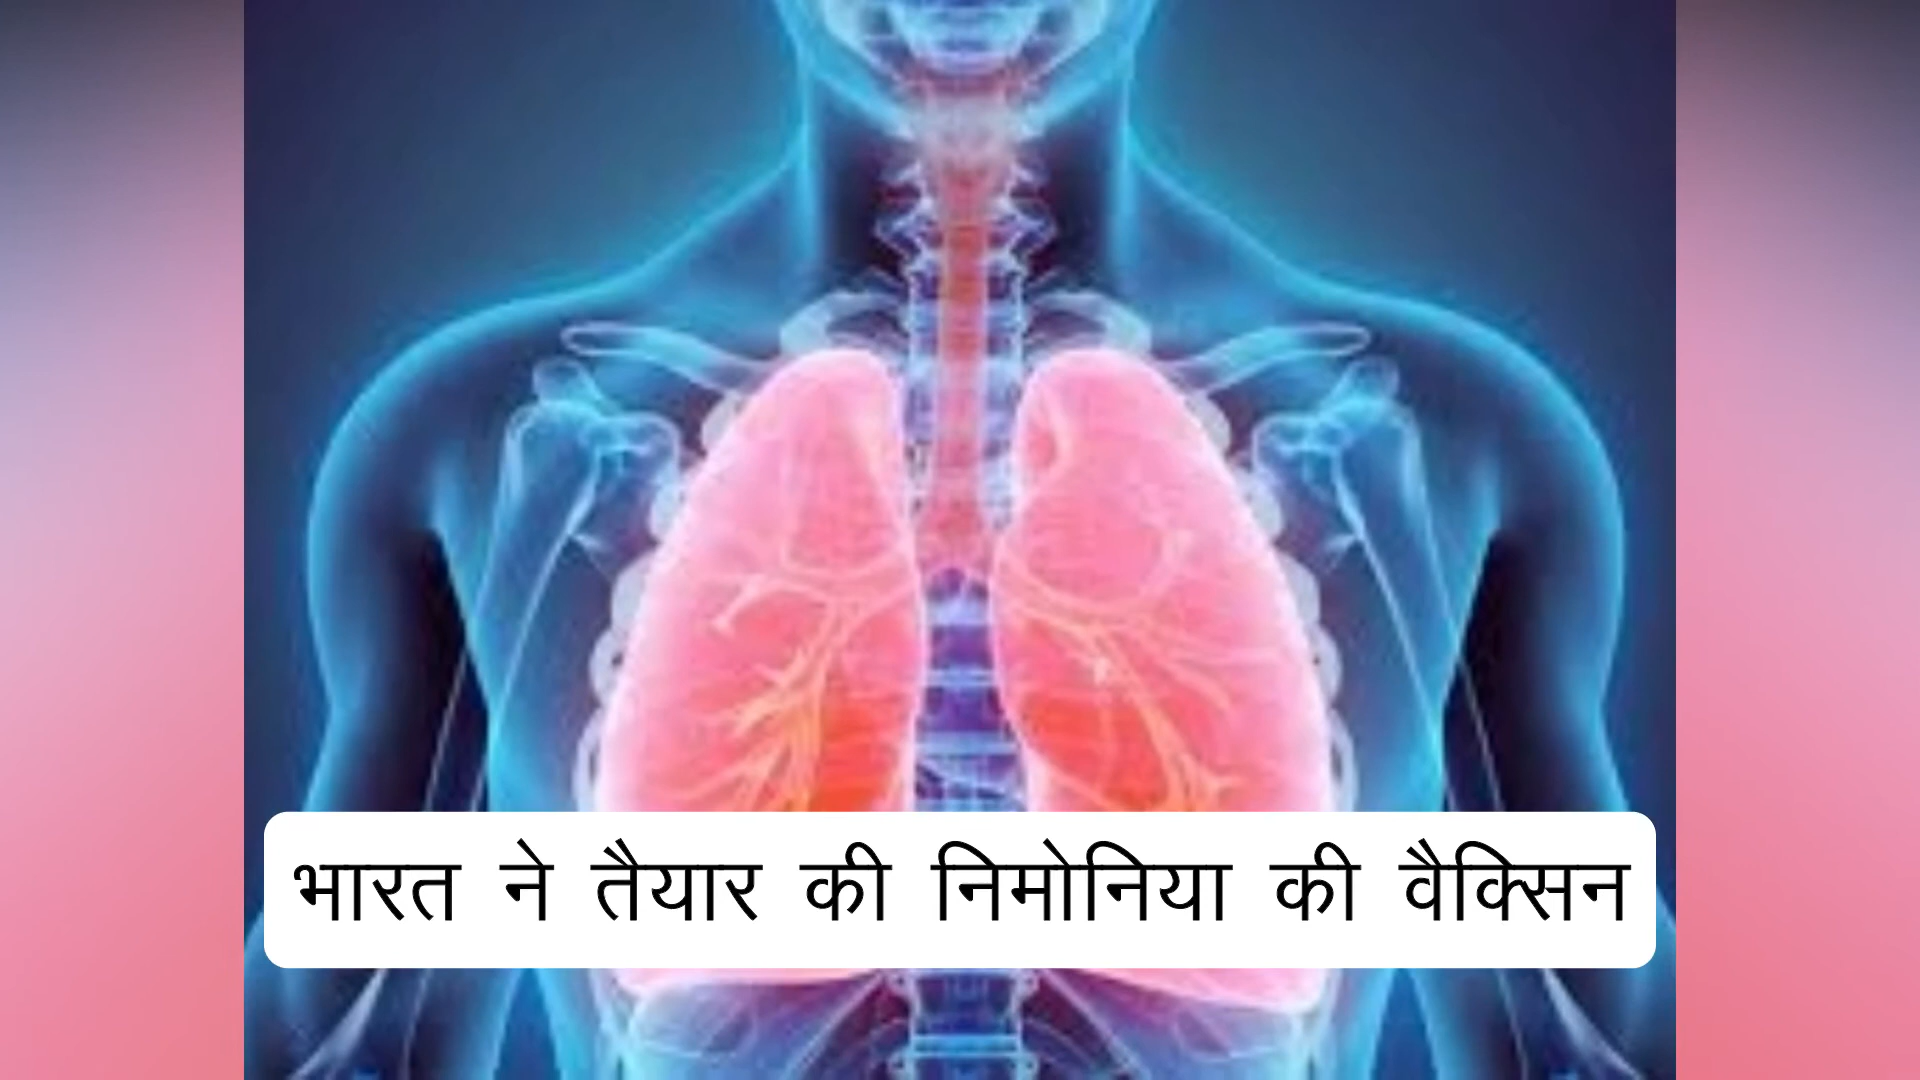 भारत ने तैयार की निमोनिया की वैक्सिन